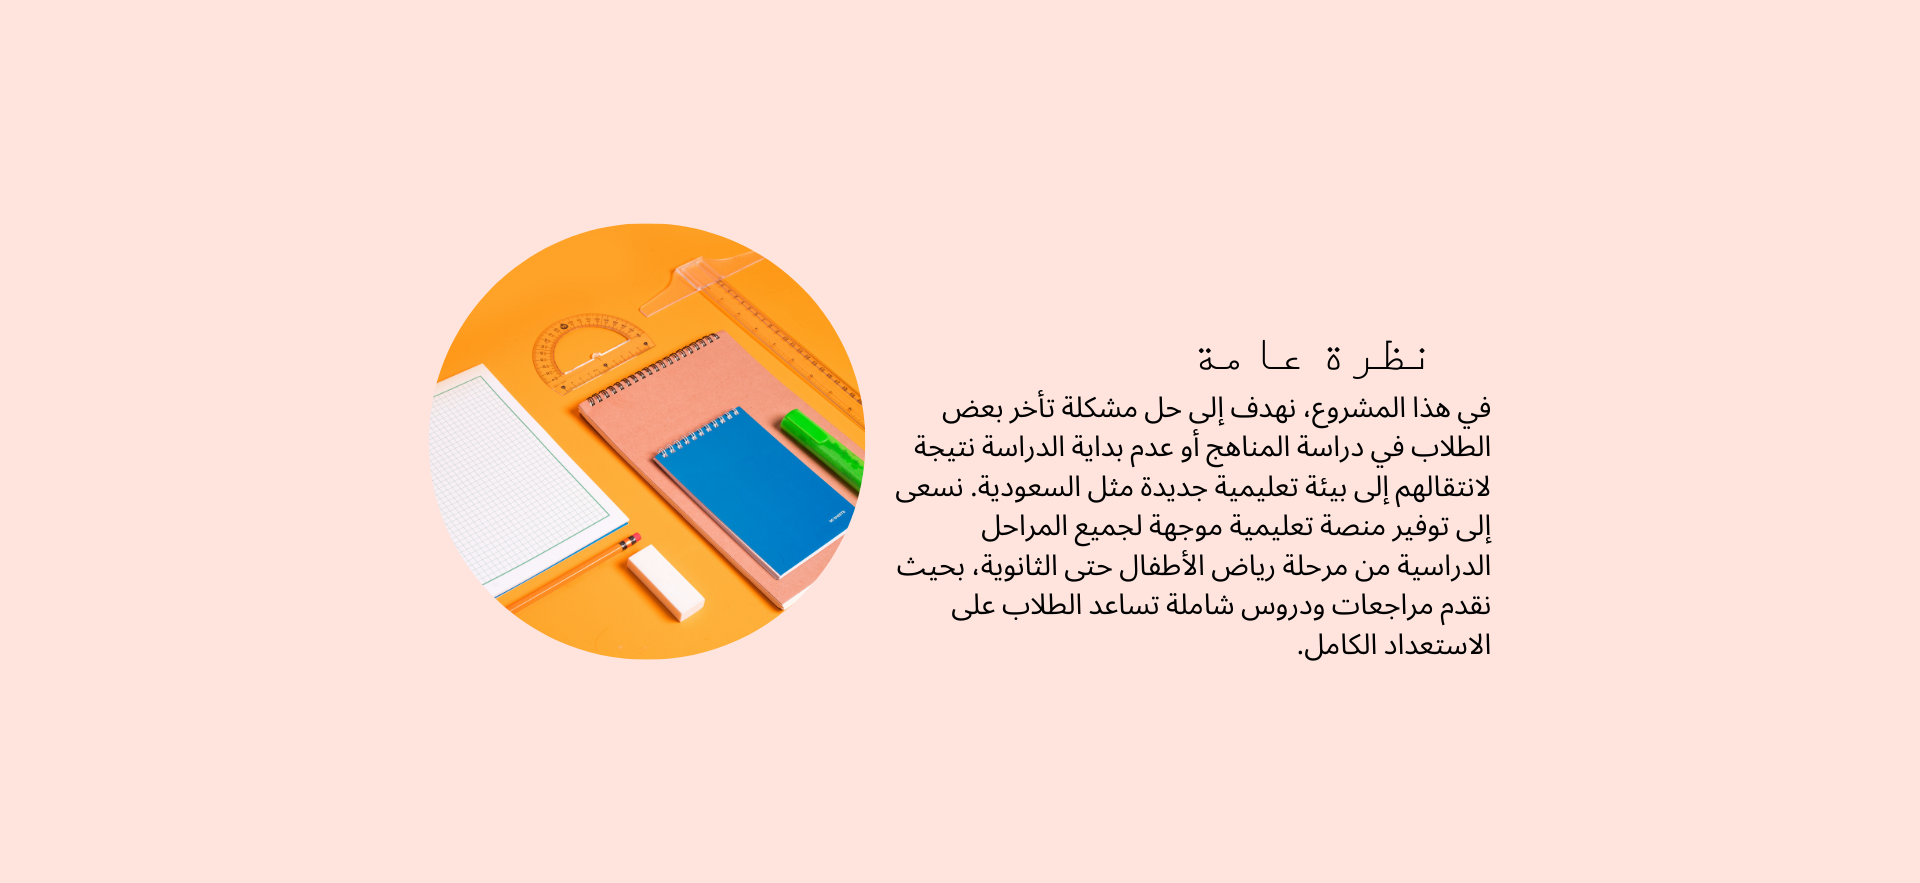 نظرة عامة
في هذا المشروع، نهدف إلى حل مشكلة تأخر بعض
الطلاب في دراسة المناهج أو عدم بداية الدراسة نتيجة
لانتقالهم إلى بيئة تعليمية جديدة مثل السعودية. نسعى
إلى توفير منصة تعليمية موجهة لجميع المراحل
الدراسية من مرحلة رياض الأطفال حتى الثانوية، بحيث
نقدم مراجعات ودروس شاملة تساعد الطلاب على
الاستعداد الكامل.